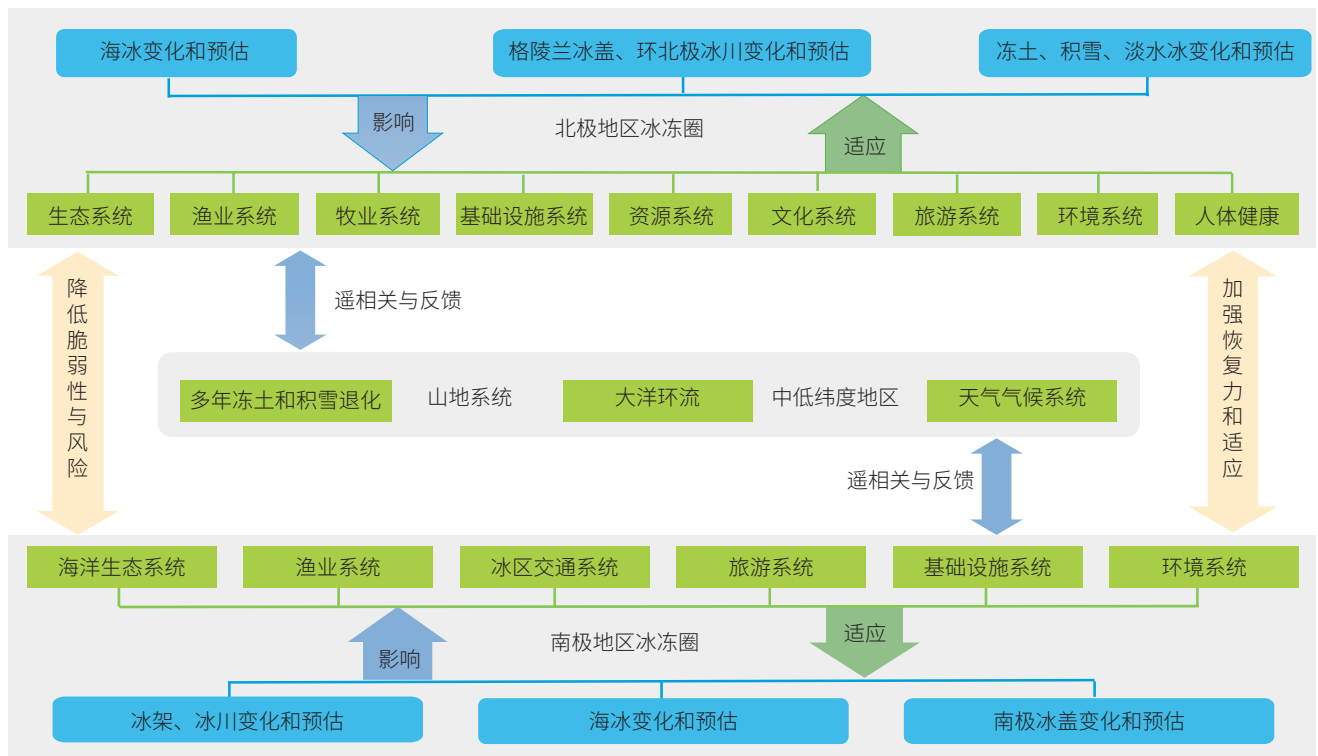 海冰变化和预估
格陵兰冰盖、环北极冰川变化和预估
冻土、积雪、淡水冰变化和预估
影响
北极地区冰冻圈
适应
生态系统
渔业系统
牧业系统
基础设施系统
资源系统
文化系统
旅游系统
环境系统
人体健康
降低脆弱性与风险
遥相关与反馈
加强恢复力和适应
多年冻土和积雪退化
山地系统
大洋环流
中低纬度地区
天气气候系统
遥相关与反馈
海洋生态系统
渔业系统
冰区交通系统
旅游系统
基础设施系统
环境系统
影响
南极地区冰冻圈
适应
冰架、冰川变化和预估
海冰变化和预估
南极冰盖变化和预估